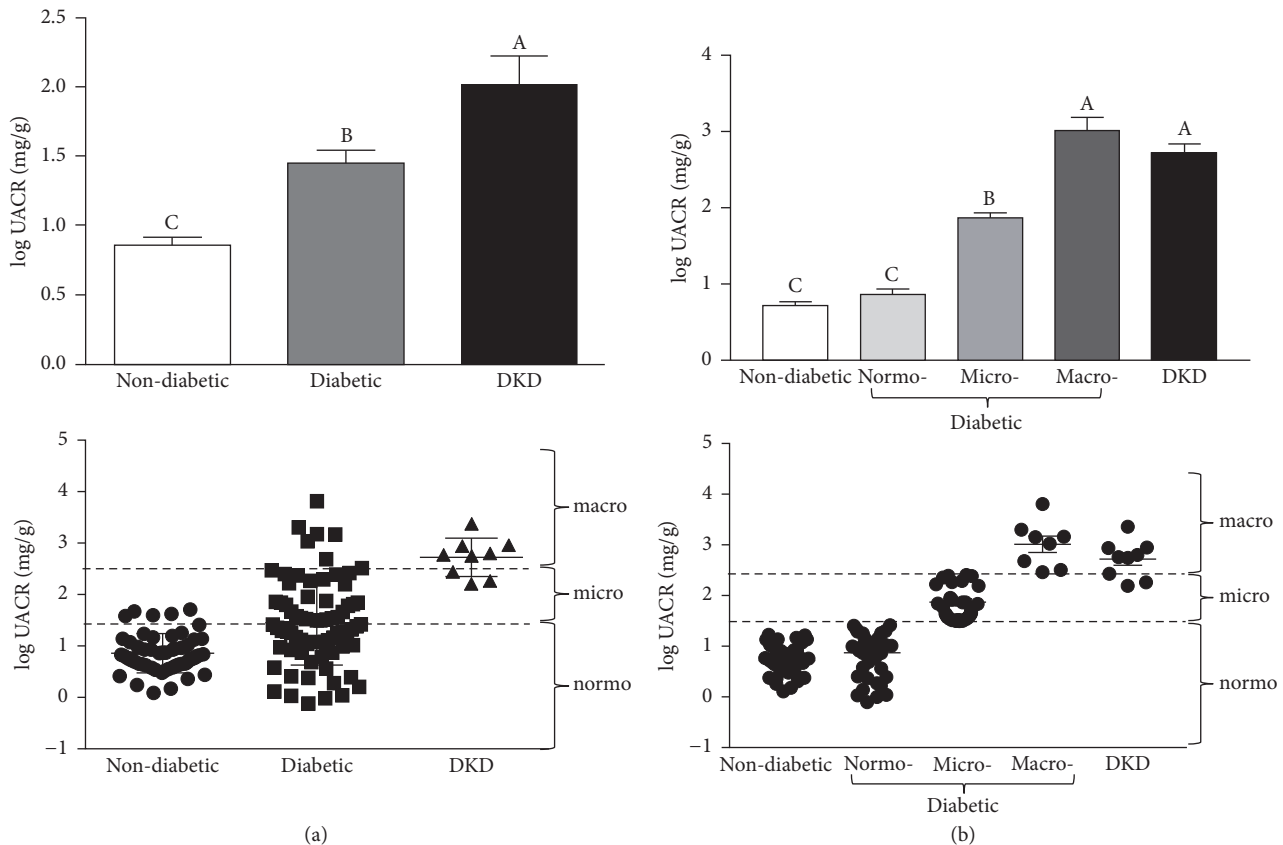 2.5
2.0
1.5
1.0
0.5
0.0
log UACR (mg/g)
C
B
A
Non-diabetic Diabetic DKD
4
3
2
1
0
log UACR (mg/g)
C
C
B
A
A
Non-diabetic Normo- Micro- Macro- DKD
Diabetic
5
4
3
2
1
0
−1
log UACR (mg/g)
macro
micro
normo
Non-diabetic Diabetic DKD
(a)
5
4
3
2
1
0
−1
log UACR (mg/g)
macro
micro
normo
Non-diabetic Normo- Micro- Macro- DKD
Diabetic
(b)